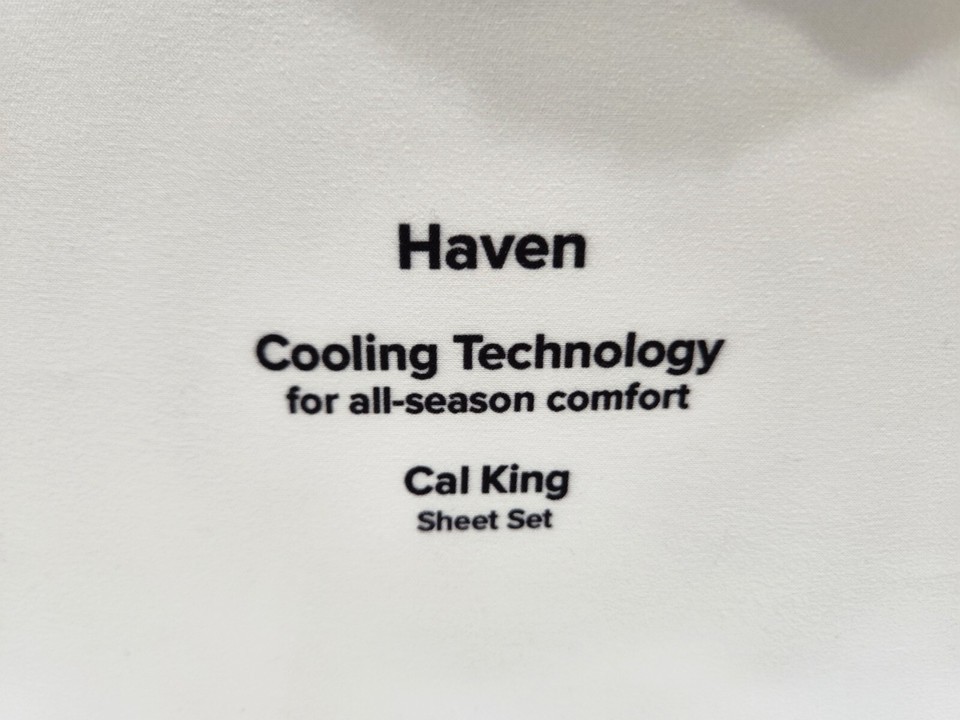 Haven
Cooling Technology
for all-season comfort
Cal King
Sheet Set